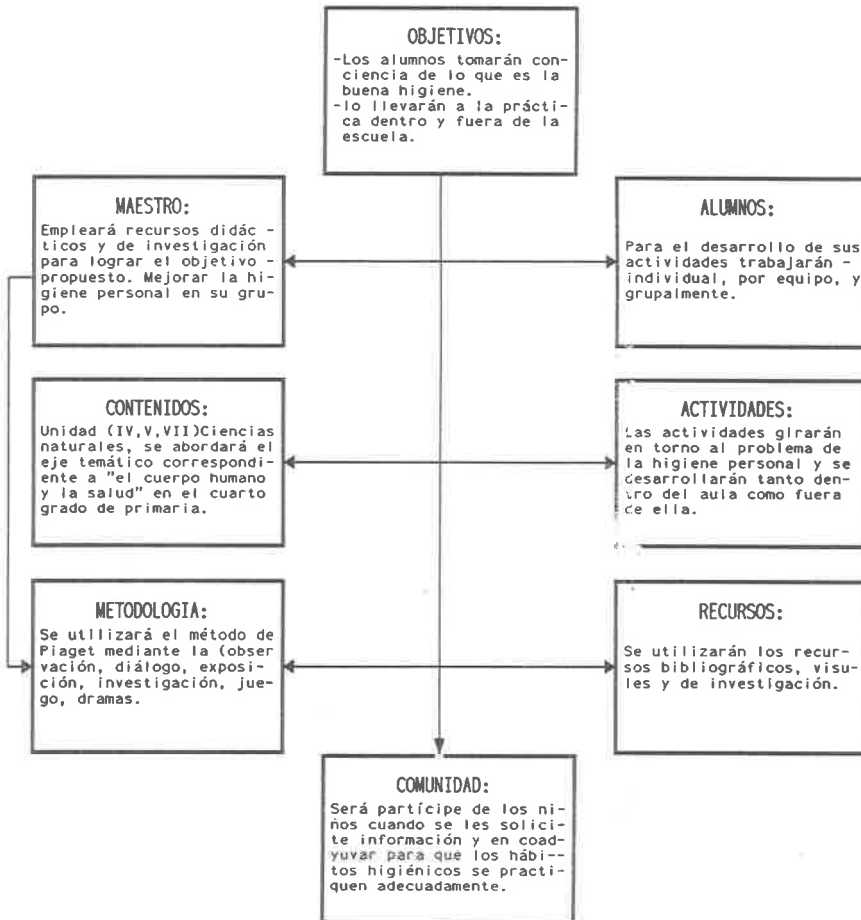 OBJETIVOS:
-Los alumnos tomarán con-
ciencia de lo que es la
buena higiene.
-lo llevarán a la prácti-
ca dentro y fuera de la
escuela.
MAESTRO:
Empleará recursos didác -
ticos y de investigación
para lograr el objetivo -
propuesto. Mejorar la hi-
giene personal en su gru-
po.
ALUMNOS:
Para el desarrollo de sus
actividades trabajarán -
individual, por equipo, y
grupalmente.
CONTENIDOS:
Unidad (IV,V,VII)Ciencias
naturales, se abordará el
eje temático correspondi-
ente a "el cuerpo humano
y la salud" en el cuarto
grado de primaria.
ACTIVIDADES:
Las actividades girarán
en torno al problema de
la higiene personal y se
desarrollarán tanto den-
tro del aula como fuera
de ella.
METODOLOGIA:
Se utilizará el método de
Piaget mediante la (obser
vación, diálogo, exposi-
ción, investigación, jue-
go, dramas.
RECURSOS:
Se utilizarán los recur-
sos bibliográficos, visu-
les y de investigación.
COMUNIDAD:
Será partícipe de los ni-
ños cuando se les solici-
te información y en coad-
yuvar para que los hábi--
tos higiénicos se practi-
quen adecuadamente.